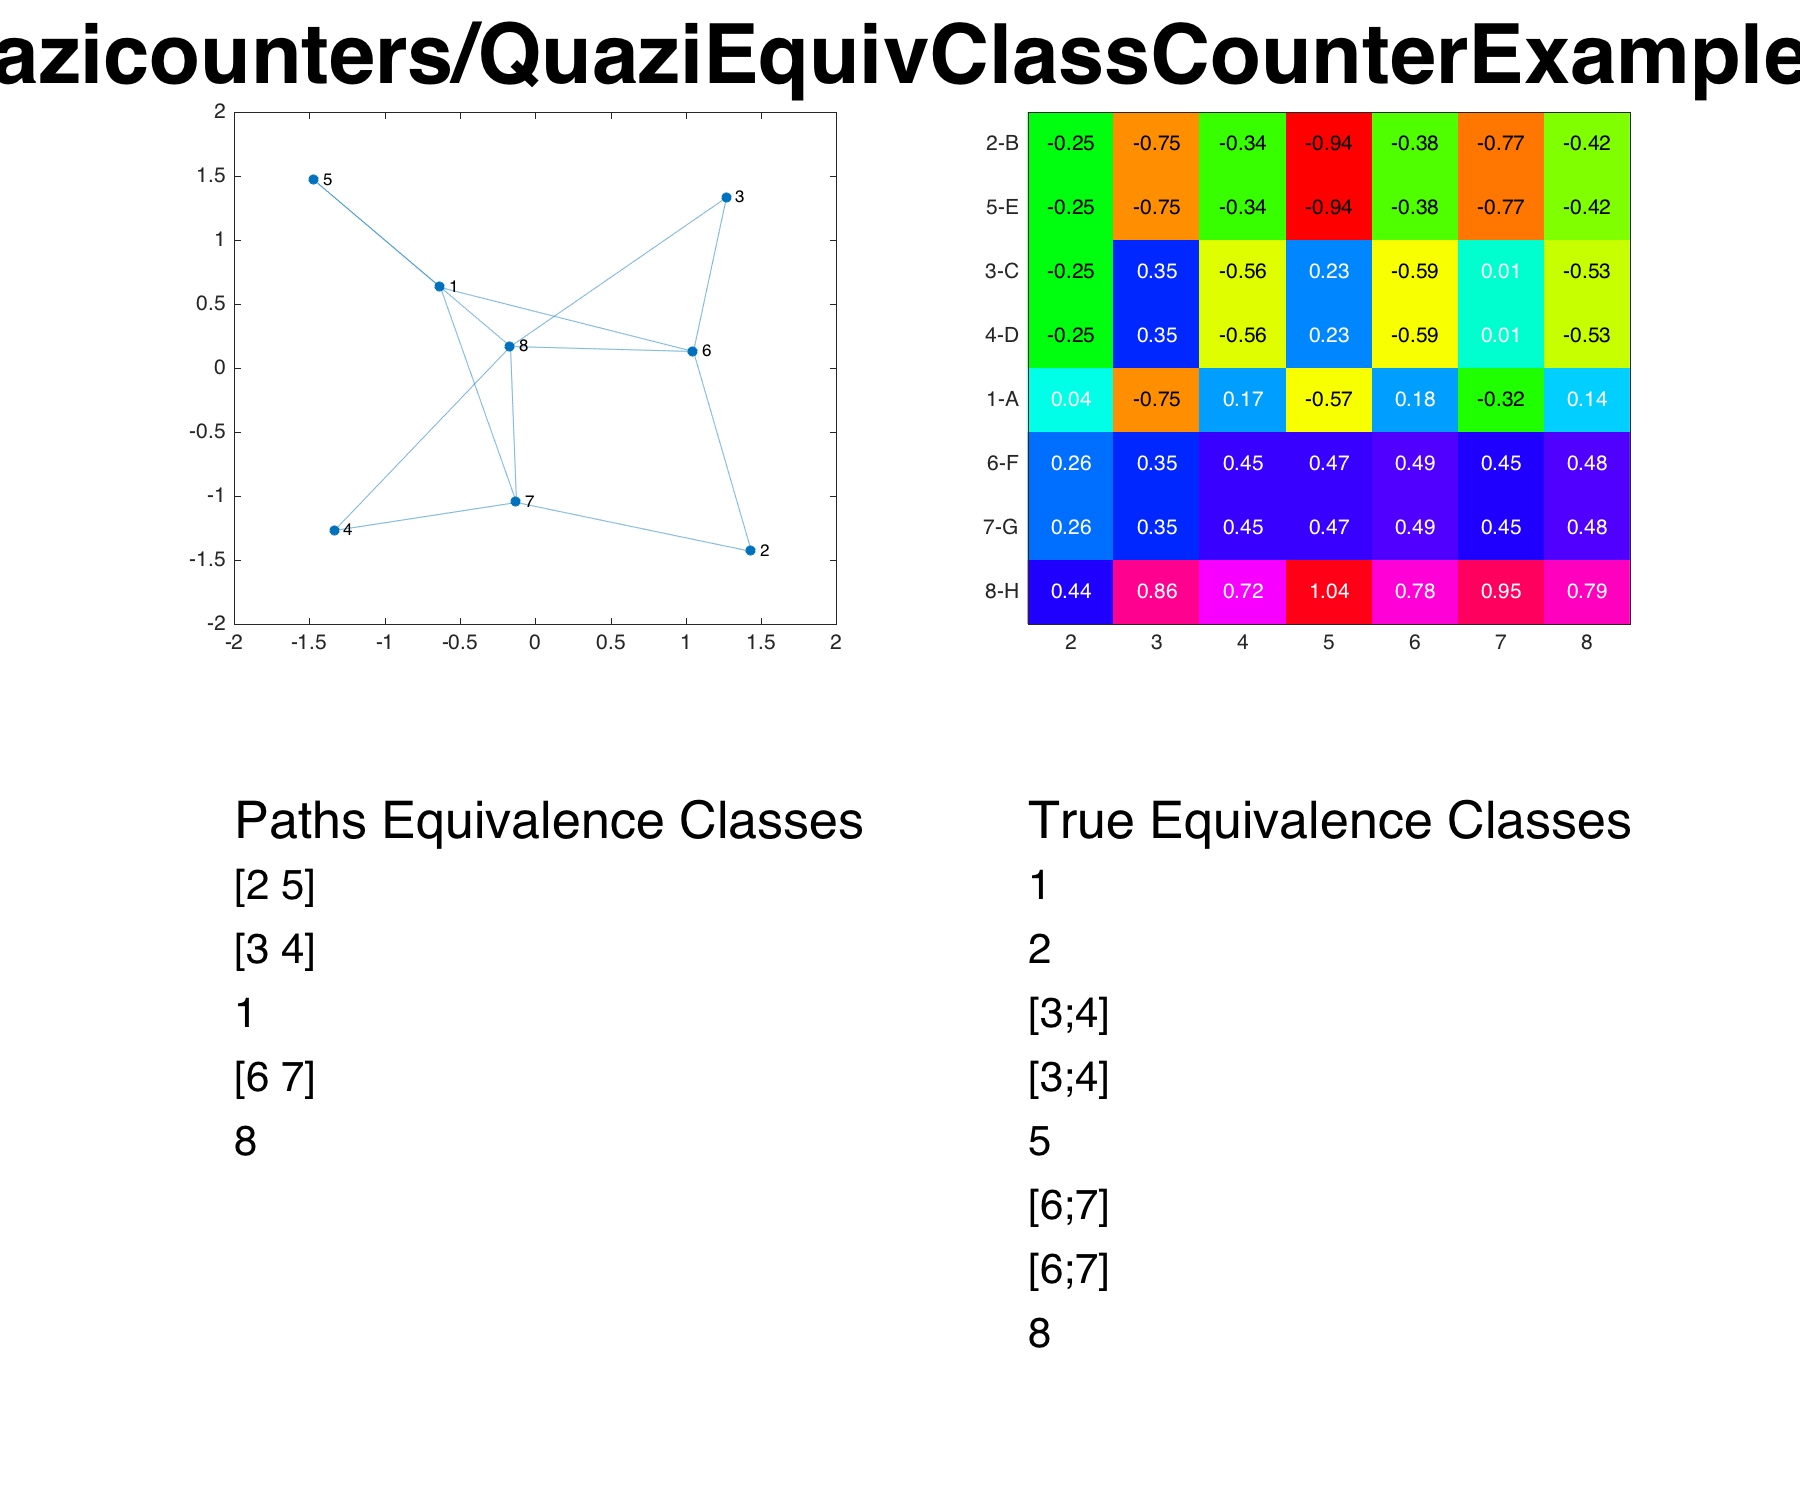 azicounters/QuaziEquivClassCounterExample
2
1.5
1
0.5
0
-0.5
-1
-1.5
-2
-2 -1.5 -1 -0.5 0 0.5 1 1.5 2
5
3
1
8
6
7
4
2
2-B -0.25 -0.75 -0.34 -0.94 -0.38 -0.77 -0.42
5-E -0.25 -0.75 -0.34 -0.94 -0.38 -0.77 -0.42
3-C -0.25 0.35 -0.56 0.23 -0.59 0.01 -0.53
4-D -0.25 0.35 -0.56 0.23 -0.59 0.01 -0.53
1-A 0.04 -0.75 0.17 -0.57 0.18 -0.32 0.14
6-F 0.26 0.35 0.45 0.47 0.49 0.45 0.48
7-G 0.26 0.35 0.45 0.47 0.49 0.45 0.48
8-H 0.44 0.86 0.72 1.04 0.78 0.95 0.79
2 3 4 5 6 7 8
Paths Equivalence Classes
[2 5]
[3 4]
1
[6 7]
8
True Equivalence Classes
1
2
[3;4]
[3;4]
5
[6;7]
[6;7]
8